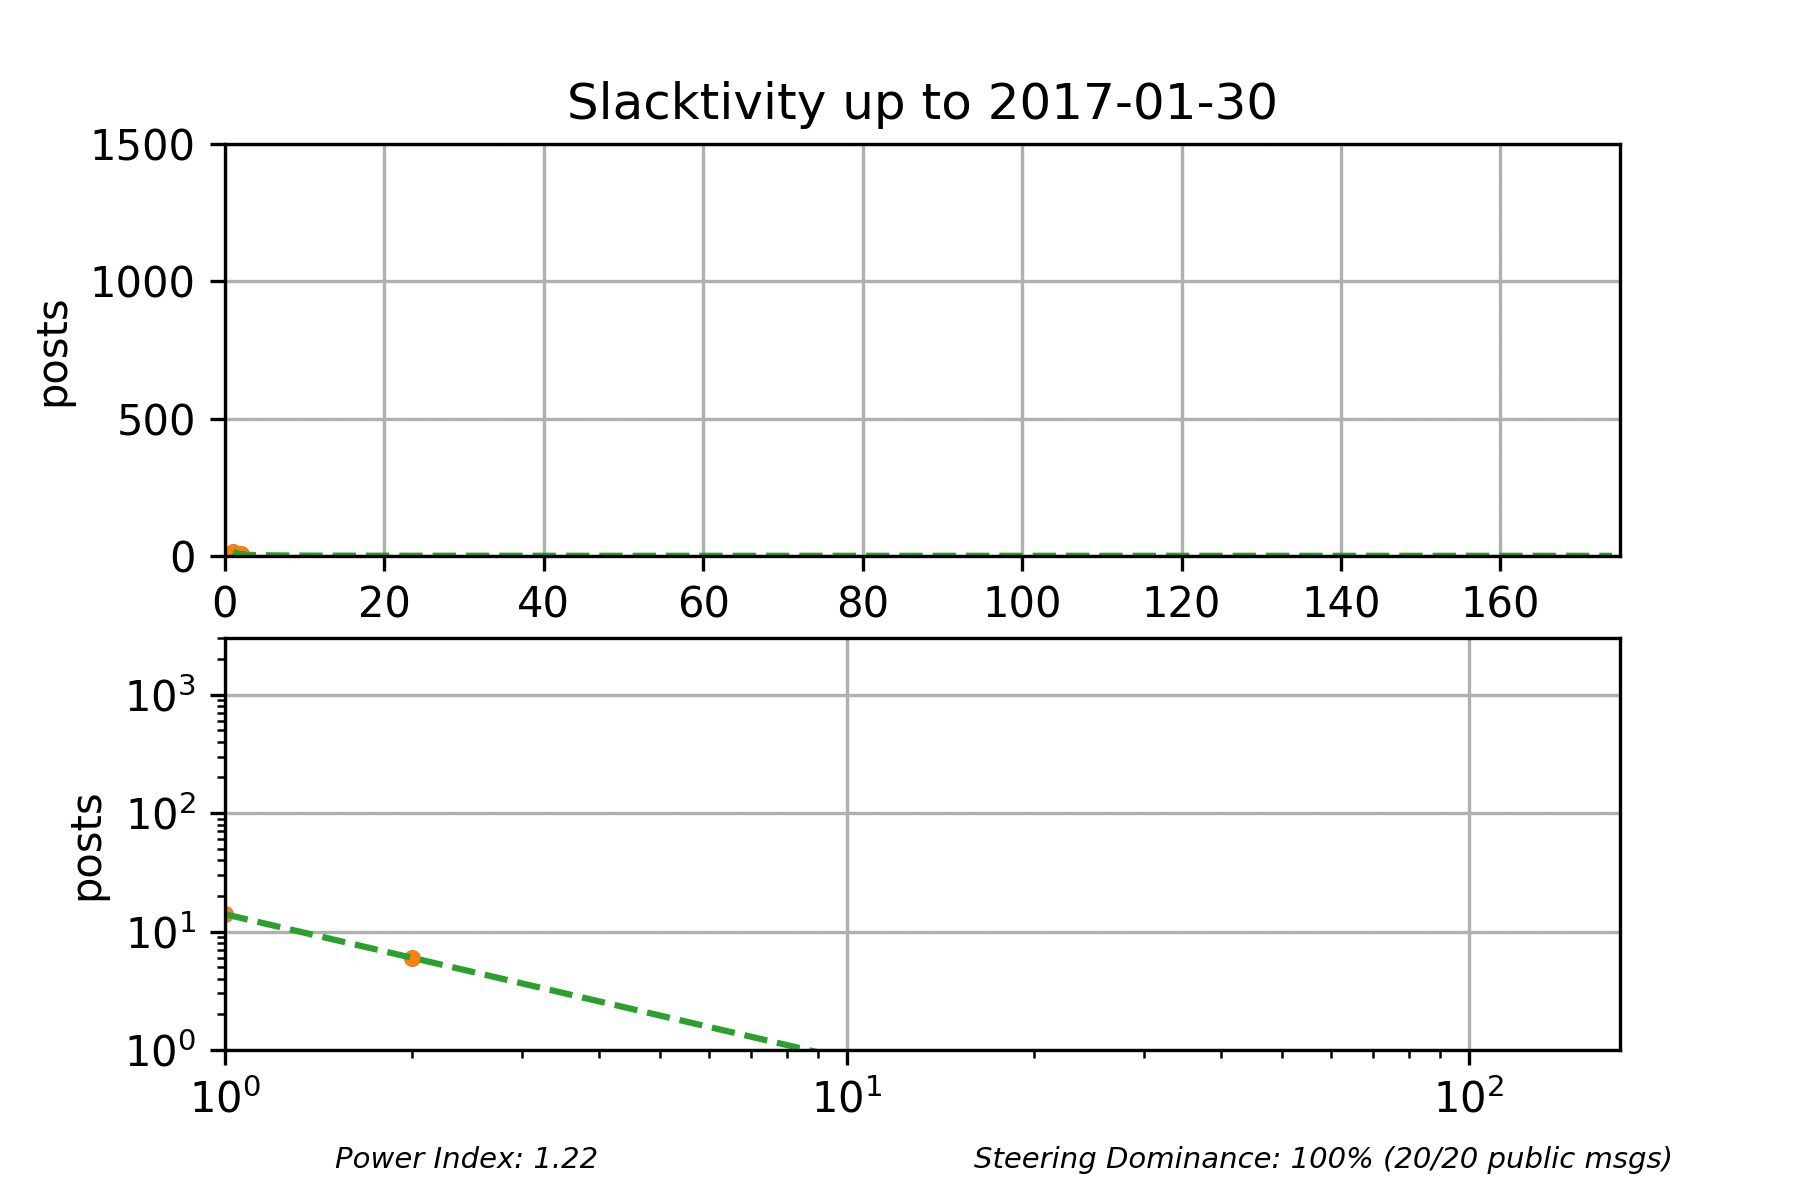 Slacktivity up to 2017-01-30
1500
1000
500
0
posts
0 20 40 60 80 100 120 140 160
10³
10²
10¹
10⁰
posts
10⁰ 10¹ 10²
Power Index: 1.22 Steering Dominance: 100% (20/20 public msgs)